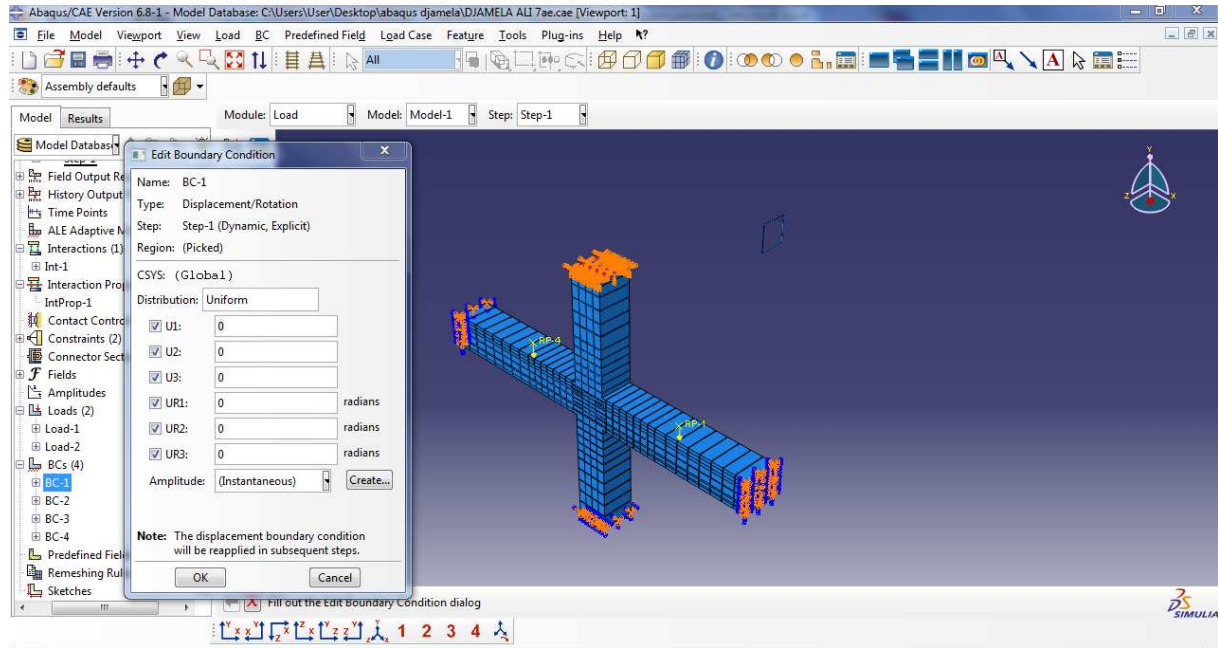 Abaqus/CAE Version 6.8-1 - Model Database: C:\Users\User\Desktop\abaqus djamela\DJAMELA ALI 7ae.cae [Viewport: 1]
File Model Viewport View Load BC Predefined Field Load Case Feature Tools Plug-ins Help
All
Assembly defaults
Model Results
Module: Load Model: Model-1 Step: Step-1
Model Databas
Step-1
Field Output Re
History Output
Time Points
ALE Adaptive
Interactions (1)
Int-1
Interaction Prop
IntProp-1
Contact Contro
Constraints (2)
Connector Sect
Fields
Amplitudes
Loads (2)
Load-1
Load-2
BCs (4)
BC-1
BC-2
BC-3
BC-4
Predefined Fiel
Remeshing Rul
Sketches
Edit Boundary Condition
Name: BC-1
Type: Displacement/Rotation
Step: Step-1 (Dynamic, Explicit)
Region: (Picked)
CSYS: (Global)
Distribution: Uniform
U1: 0
U2: 0
U3: 0
UR1: 0 radians
UR2: 0 radians
UR3: 0 radians
Amplitude: (Instantaneous) Create...
Note: The displacement boundary condition
will be reapplied in subsequent steps.
OK Cancel
RP-4
RP-1
Y
Z X
Fill out the Edit Boundary Condition dialog
SIMULIA
1 2 3 4